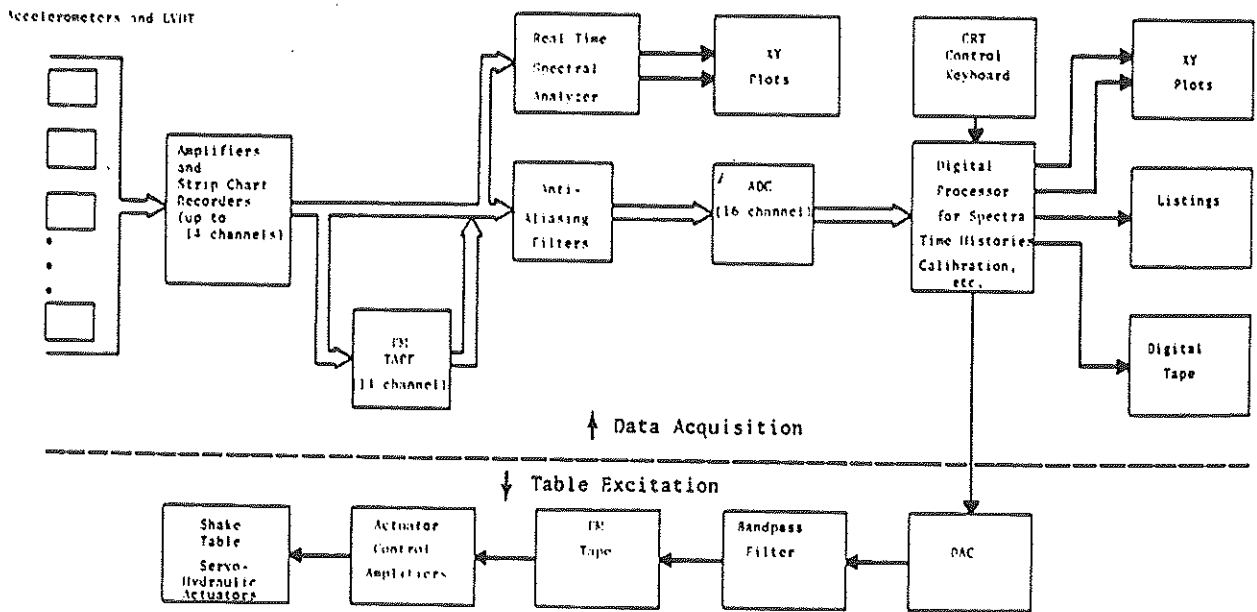 Accelerometers and LVDT
Real Time
Spectral
Analyzer
XY
Plots
CRT
Control
Keyboard
XY
Plots
Amplifiers
and
Strip Chart
Recorders
(up to
14 channels)
Anti-
Aliasing
Filters
ADC
(16 channel)
Digital
Processor
for Spectra
Time Histories
Calibration,
etc.
Listings
FM
TAPE
(14 channel)
Digital
Tape
Data Acquisition
Table Excitation
Shake
Table
Servo-
Hydraulic
Actuators
Actuator
Control
Amplifiers
FM
Tape
Bandpass
Filter
DAC